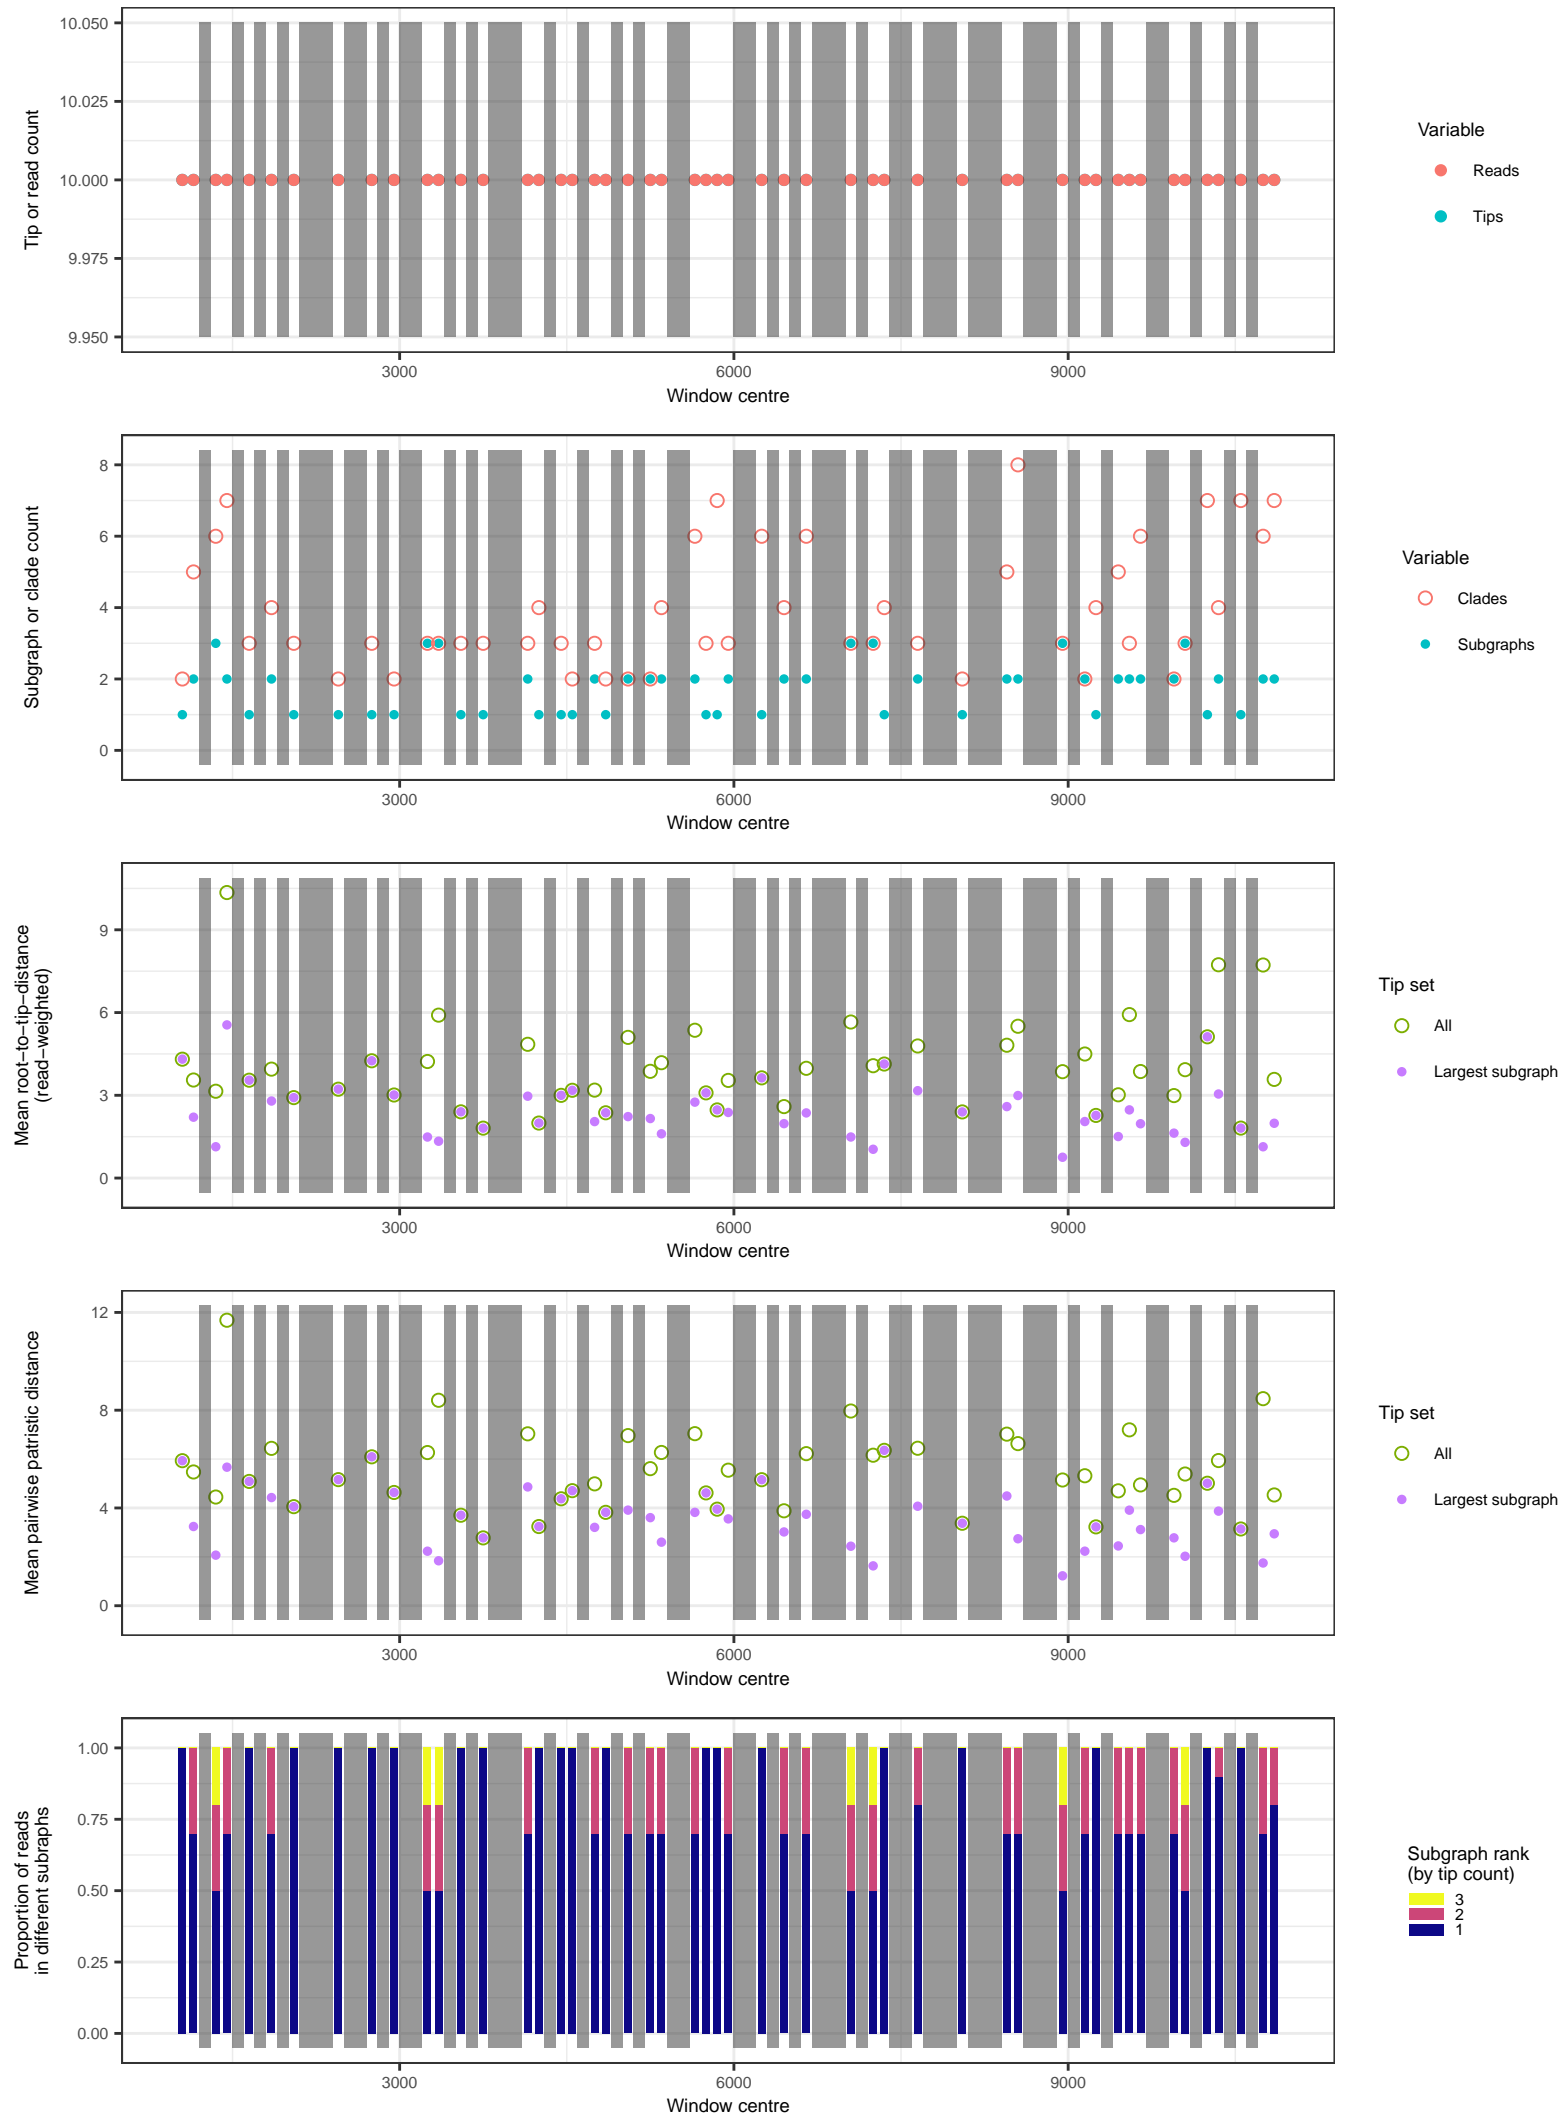 10.050
10.025
10.000
9.975
9.950
Tip or read count
3000
6000
9000
Window centre
Variable
Reads
Tips
8
6
4
2
0
Subgraph or clade count
3000
6000
9000
Window centre
Variable
Clades
Subgraphs
9
6
3
0
Mean root−to−tip−distance
(read−weighted)
3000
6000
9000
Window centre
Tip set
All
Largest subgraph
12
8
4
0
Mean pairwise patristic distance
3000
6000
9000
Window centre
Tip set
All
Largest subgraph
1.00
0.75
0.50
0.25
0.00
Proportion of reads
in different subraphs
3000
6000
9000
Window centre
Subgraph rank
(by tip count)
3
2
1